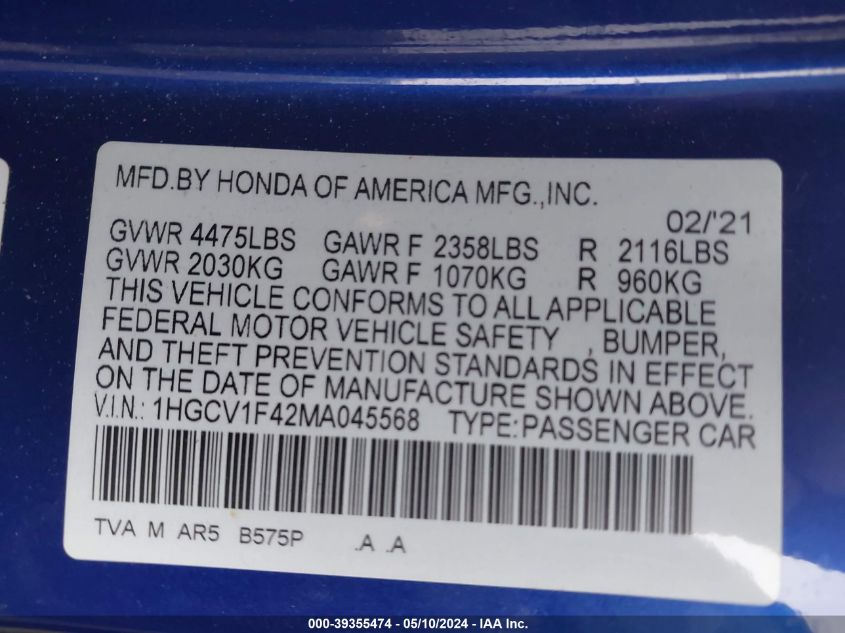 MFD.BY HONDA OF AMERICA MFG.,INC.
02/'21
GVWR 4475LBS GAWR F 2358LBS R 2116LBS
GVWR 2030KG GAWR F 1070KG R 960KG
THIS VEHICLE CONFORMS TO ALL APPLICABLE
FEDERAL MOTOR VEHICLE SAFETY , BUMPER,
AND THEFT PREVENTION STANDARDS IN EFFECT
ON THE DATE OF MANUFACTURE SHOWN ABOVE.
V.I.N.: 1HGCV1F42MA045568 TYPE:PASSENGER CAR
TVA M AR5 B575P .A .A
000-39355474 — 05/10/2024 — IAA Inc.